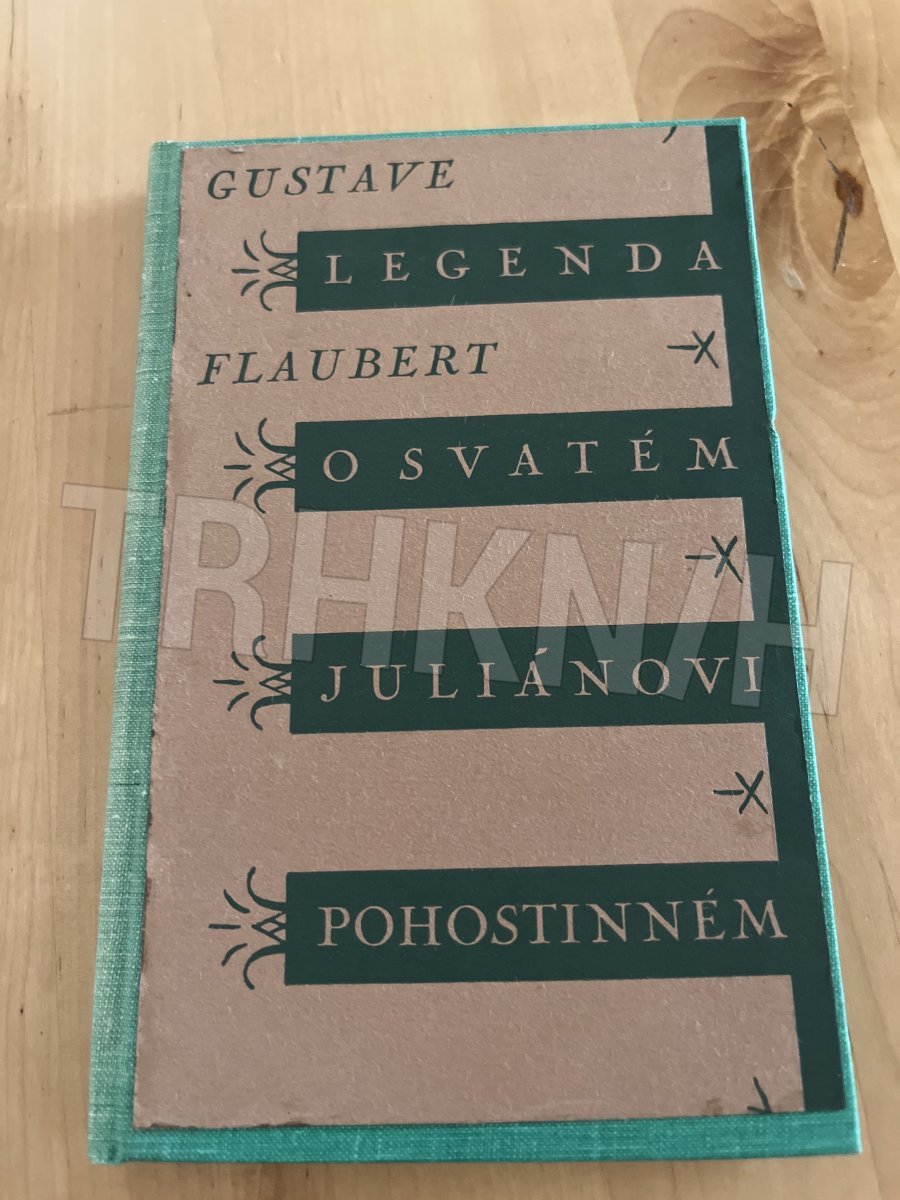 GUSTAVE
LEGENDA
FLAUBERT
O SVATÉM
TRHKNIH
JULIÁNOVI
POHOSTINNÉM